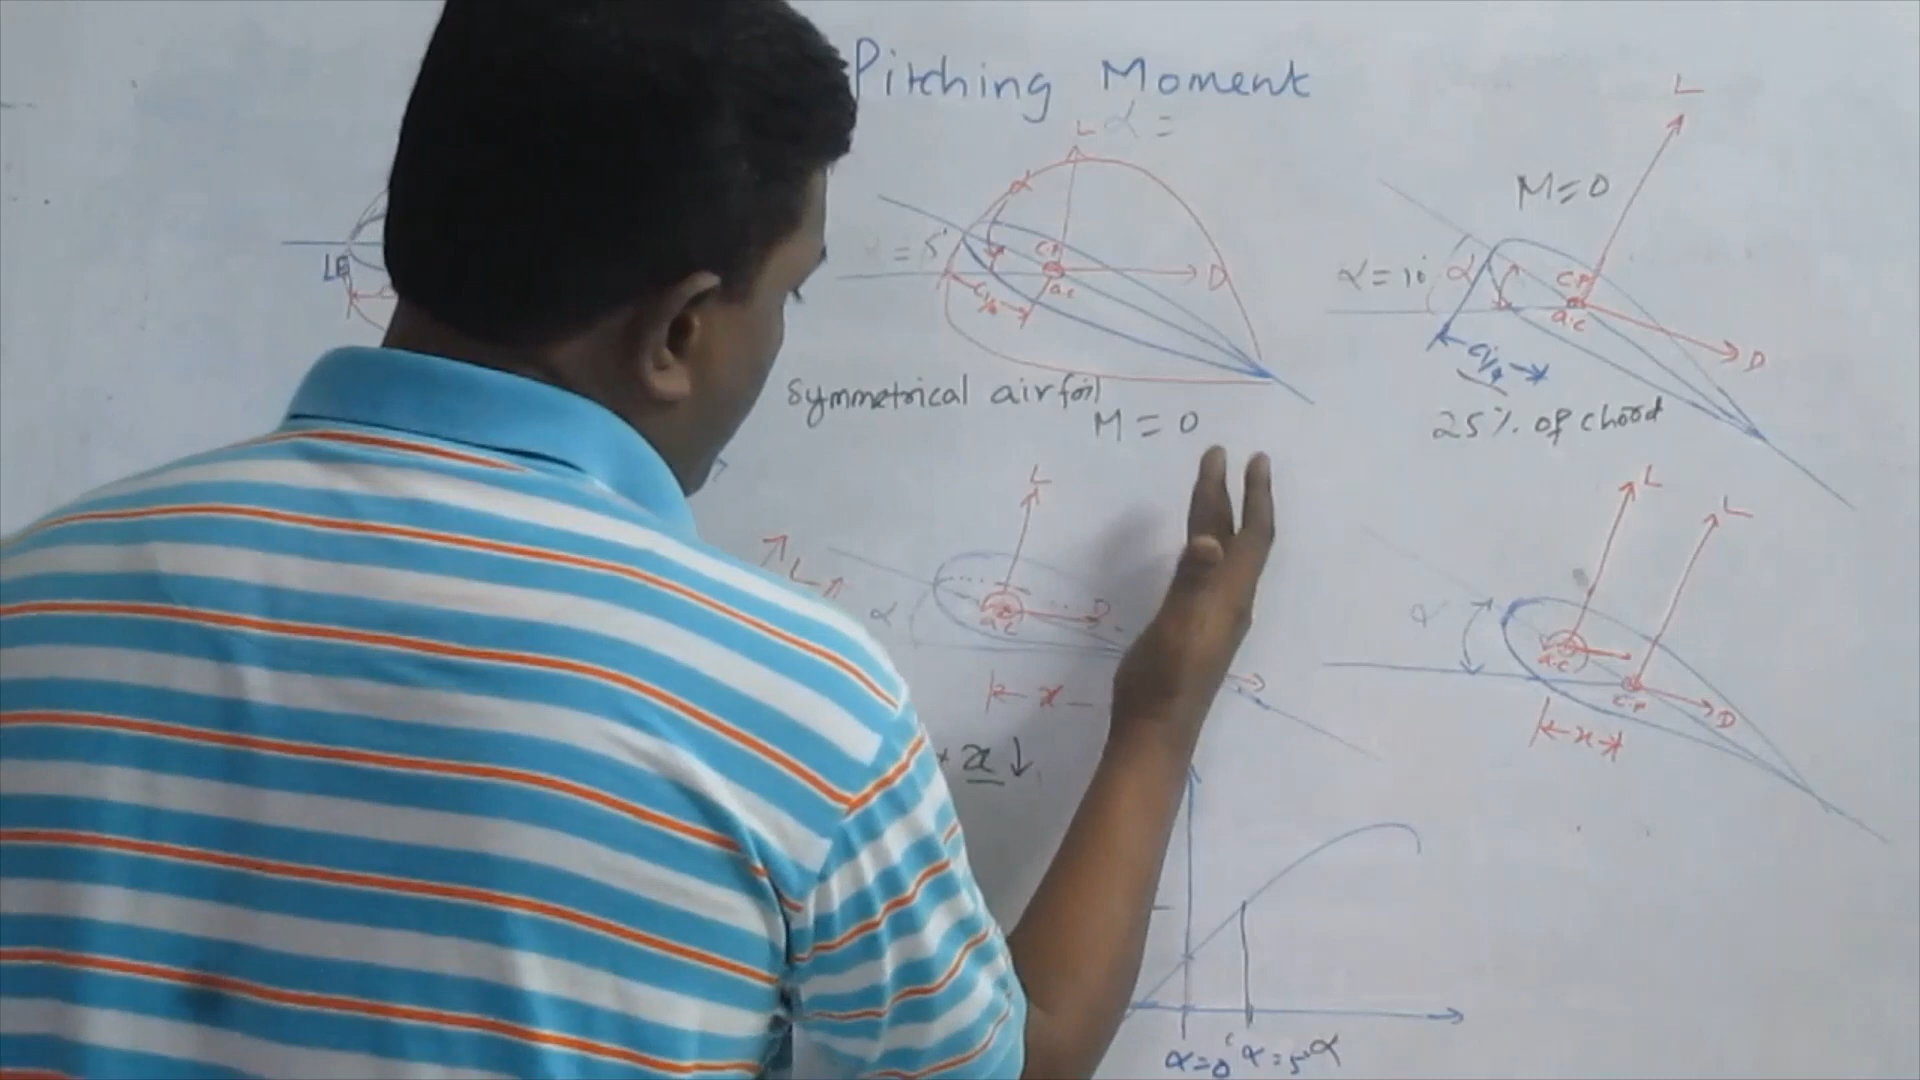 Pitching Moment
L α =
L
M=0
α
= 5°
C.P
D
a.c
C/4
LE
α = 10°
α
C.P
a.c
D
C/4
25% of chord
symmetrical airfoil
M = 0
L
L
α
D
a.c
x
x ↓
L
L
α
a.c
C.P
D
x
α=0° α=5° α